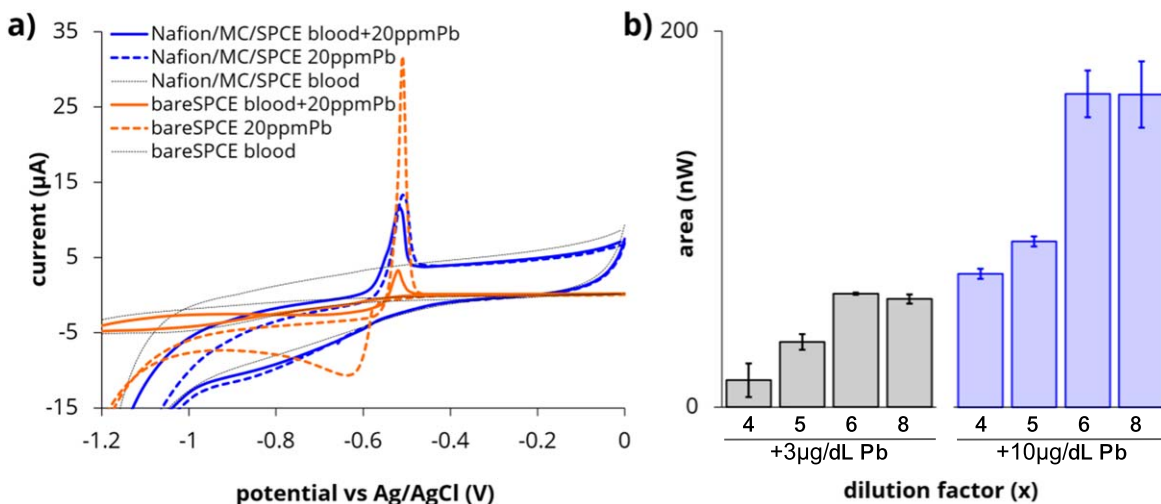 a)
35
25
15
5
-5
-15
current (µA)
Nafion/MC/SPCE blood+20ppmPb
Nafion/MC/SPCE 20ppmPb
Nafion/MC/SPCE blood
bareSPCE blood+20ppmPb
bareSPCE 20ppmPb
bareSPCE blood
-1.2 -1 -0.8 -0.6 -0.4 -0.2 0
potential vs Ag/AgCl (V)
b)
200
0
area (nW)
4 5 6 8 4 5 6 8
+3µg/dL Pb +10µg/dL Pb
dilution factor (x)